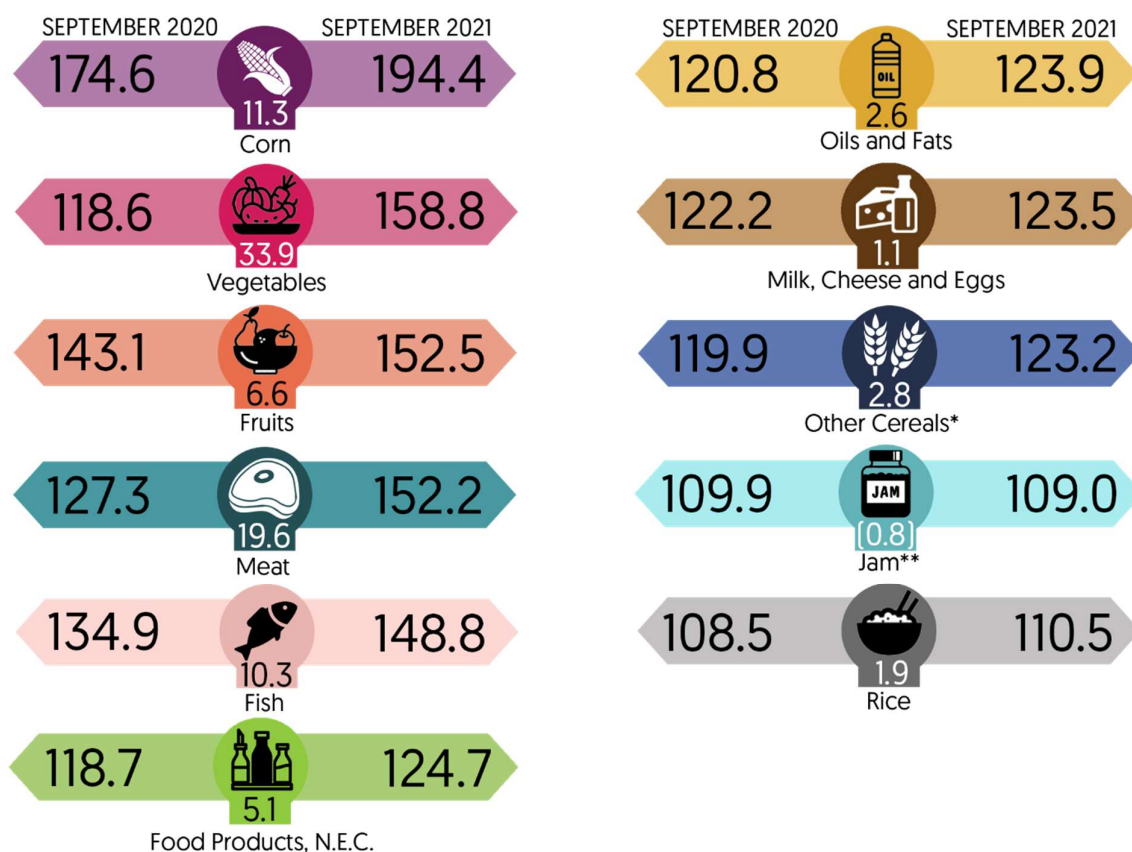 SEPTEMBER 2020 SEPTEMBER 2021
174.6 194.4
11.3
Corn
118.6 158.8
33.9
Vegetables
143.1 152.5
6.6
Fruits
127.3 152.2
19.6
Meat
134.9 148.8
10.3
Fish
118.7 124.7
5.1
Food Products, N.E.C.
SEPTEMBER 2020 SEPTEMBER 2021
OIL
120.8 123.9
2.6
Oils and Fats
122.2 123.5
1.1
Milk, Cheese and Eggs
119.9 123.2
2.8
Other Cereals*
JAM
109.9 109.0
(0.8)
Jam**
108.5 110.5
1.9
Rice